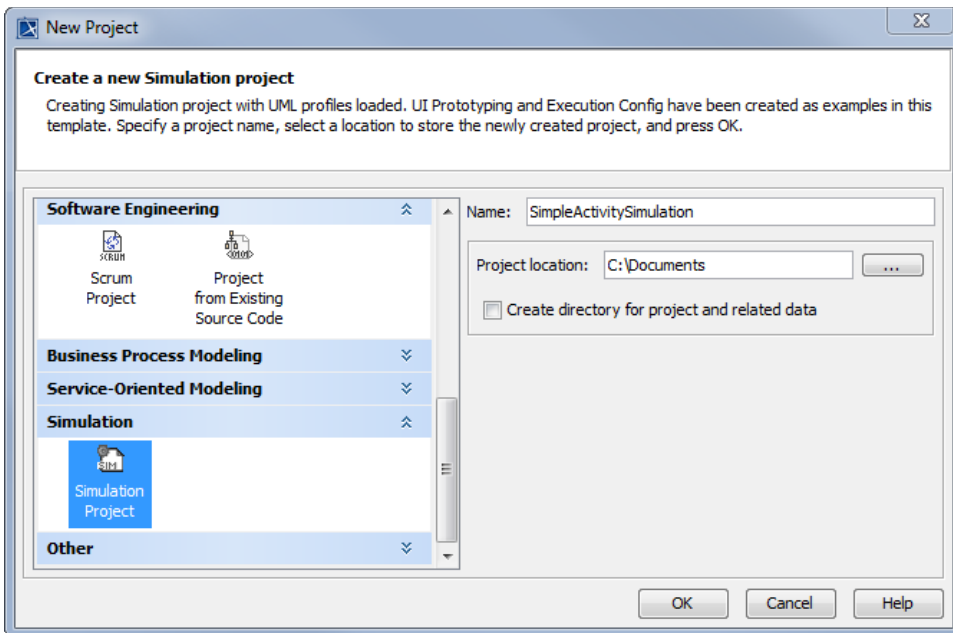 New Project
Create a new Simulation project
Creating Simulation project with UML profiles loaded. UI Prototyping and Execution Config have been created as examples in this
template. Specify a project name, select a location to store the newly created project, and press OK.
Software Engineering
SCRUM
Scrum
Project
Project
from Existing
Source Code
Business Process Modeling
Service-Oriented Modeling
Simulation
SIM
Simulation
Project
Other
Name: SimpleActivitySimulation
Project location: C:\Documents ...
Create directory for project and related data
OK Cancel Help